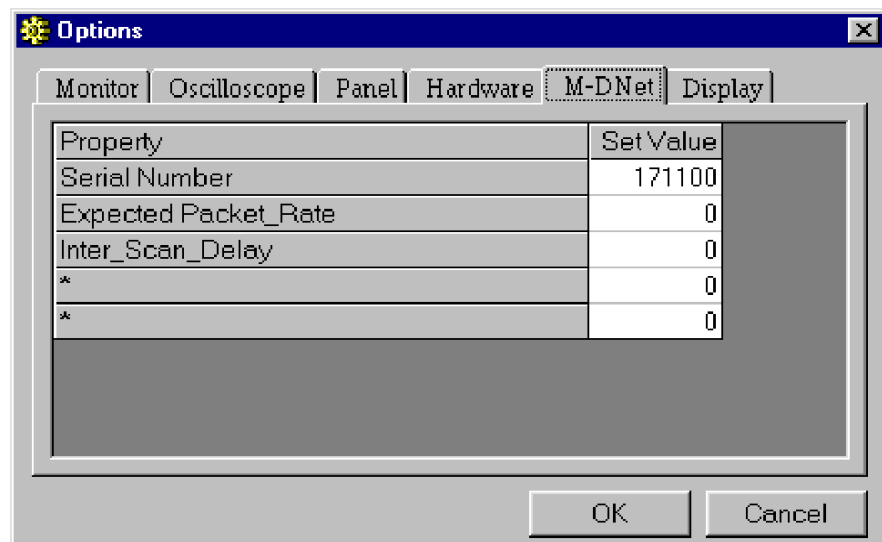 Options
Monitor Oscilloscope Panel Hardware M-DNet Display
Property Set Value
Serial Number 171100
Expected Packet_Rate 0
Inter_Scan_Delay 0
* 0
* 0
OK Cancel